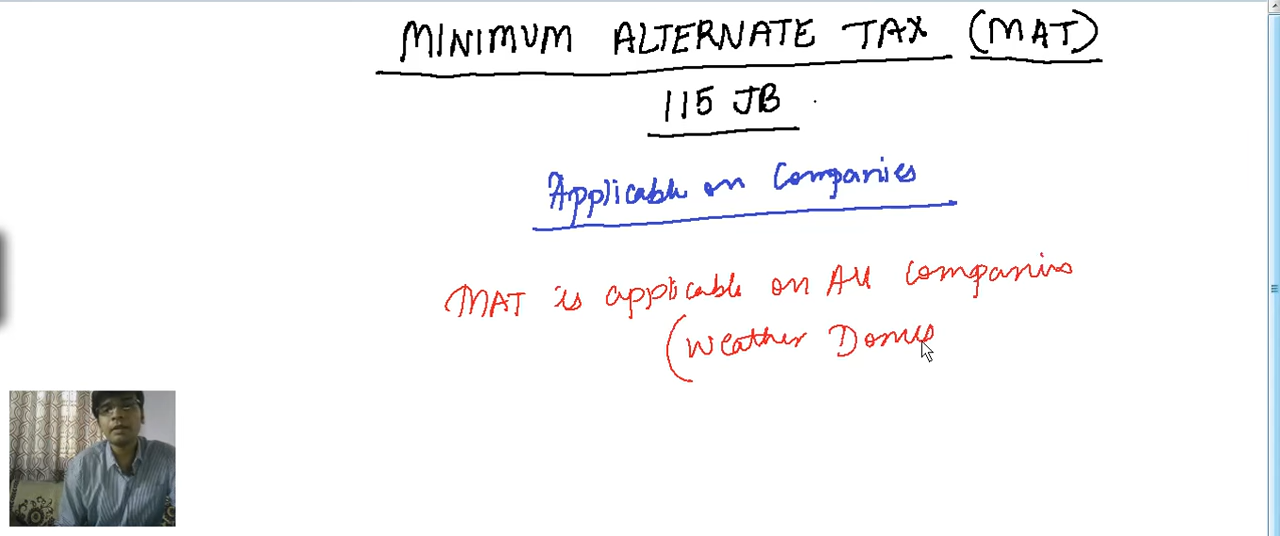 MINIMUM ALTERNATE TAX (MAT)
115 JB
Applicable on Companies
MAT is applicable on All Companies
(Weather Domes